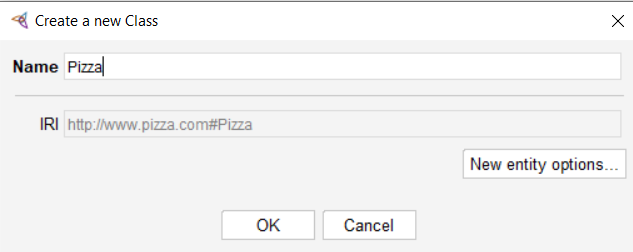 Create a new Class
Name Pizza
IRI http://www.pizza.com#Pizza
New entity options...
OK Cancel